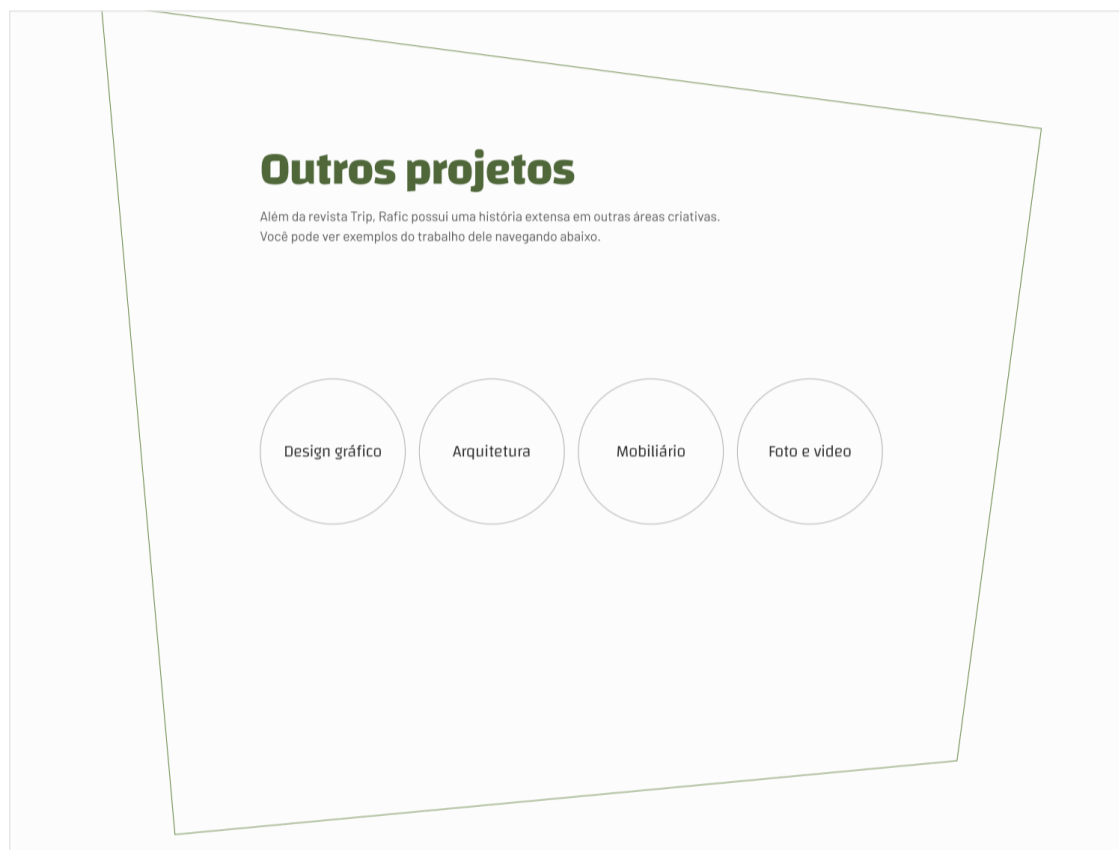 Outros projetos
Além da revista Trip, Rafic possui uma história extensa em outras áreas criativas.
Você pode ver exemplos do trabalho dele navegando abaixo.
Design gráfico
Arquitetura
Mobiliário
Foto e video